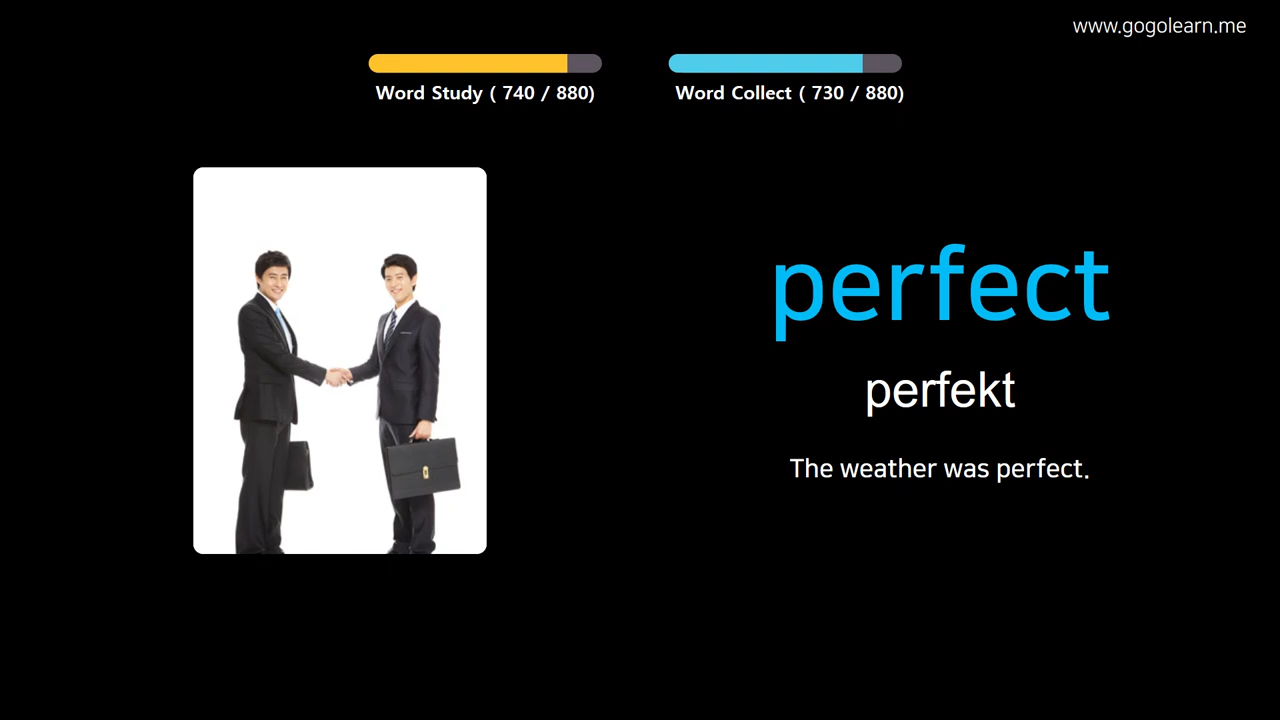 www.gogolearn.me
Word Study ( 740 / 880)
Word Collect ( 730 / 880)
perfect
perfekt
The weather was perfect.